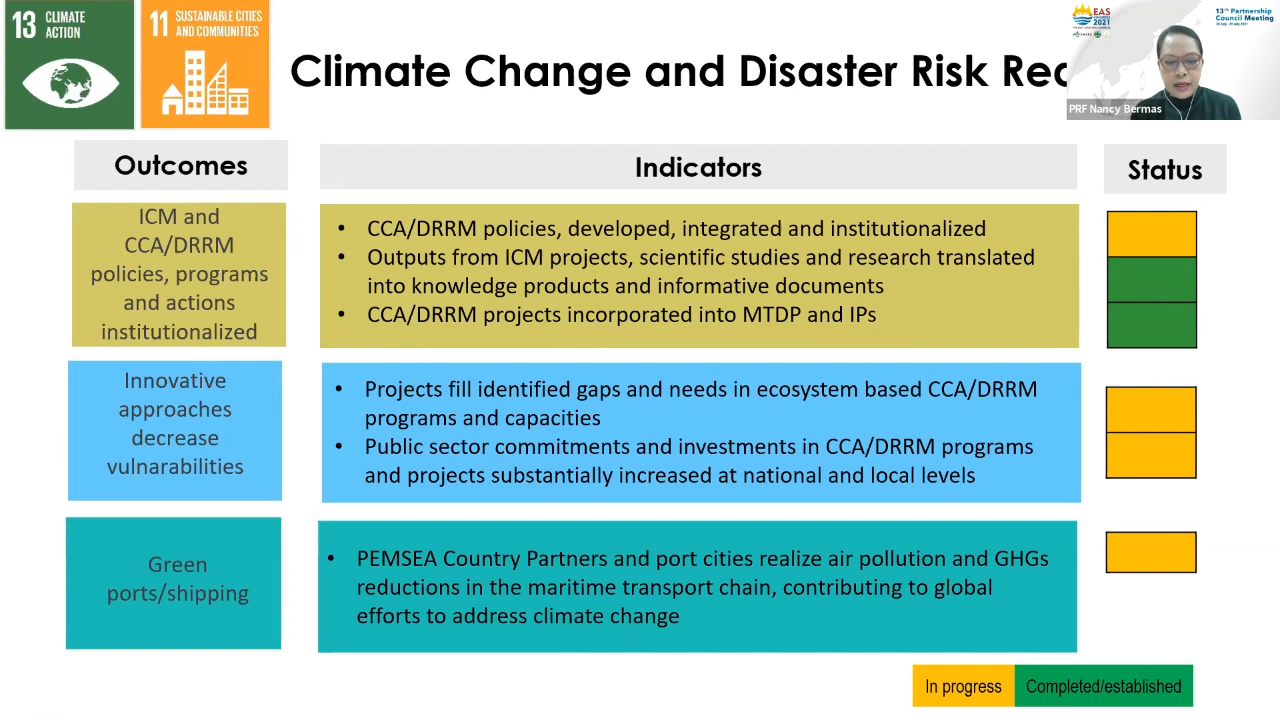 13 CLIMATE
ACTION
11 SUSTAINABLE CITIES
AND COMMUNITIES
Climate Change and Disaster Risk Rec
EAS
CONGRESS
2021
13th Partnership
Council Meeting
PRF Nancy Bermas
Outcomes
Indicators
Status
ICM and
CCA/DRRM
policies, programs
and actions
institutionalized
• CCA/DRRM policies, developed, integrated and institutionalized
• Outputs from ICM projects, scientific studies and research translated
into knowledge products and informative documents
• CCA/DRRM projects incorporated into MTDP and IPs
Innovative
approaches
decrease
vulnarabilities
• Projects fill identified gaps and needs in ecosystem based CCA/DRRM
programs and capacities
• Public sector commitments and investments in CCA/DRRM programs
and projects substantially increased at national and local levels
Green
ports/shipping
• PEMSEA Country Partners and port cities realize air pollution and GHGs
reductions in the maritime transport chain, contributing to global
efforts to address climate change
In progress
Completed/established